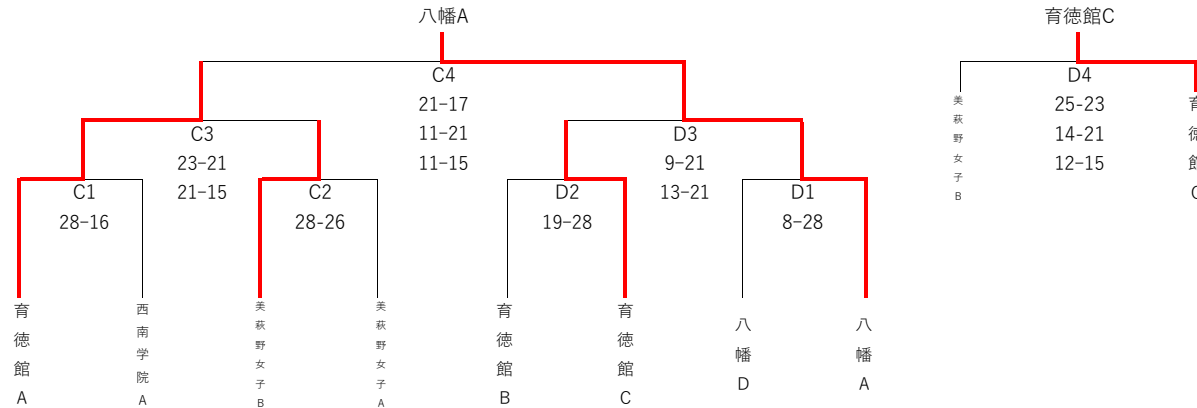 八幡A
育徳館C
C4
21−17
11−21
11−15
D4
25-23
14-21
12−15
C3
23−21
21−15
D3
9−21
13−21
C1
28−16
C2
28-26
D2
19−28
D1
8−28
育徳館A
西南学院A
美萩野女子B
美萩野女子A
育徳館B
育徳館C
八幡D
八幡A
美萩野女子B
育徳館C